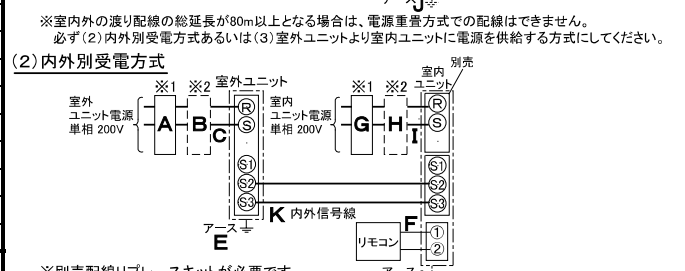 アース
J
※室内外の渡り配線の総延長が80m以上となる場合は、電源重畳方式での配線はできません。
必ず(2)内外別受電方式あるいは(3)室外ユニットより室内ユニットに電源を供給する方式にしてください。
(2)内外別受電方式
別売
※1 ※2 室外ユニット
※1 ※2 室内ユニット
室外
ユニット電源
単相 200V
A B C
R
S
室内
ユニット電源
単相 200V
G H I
R
S
S1
S2
S3
S1
S2
S3
K 内外信号線
アース
E
リモコン
F
1
2
※別売配線リプレースキットが必要です
アース